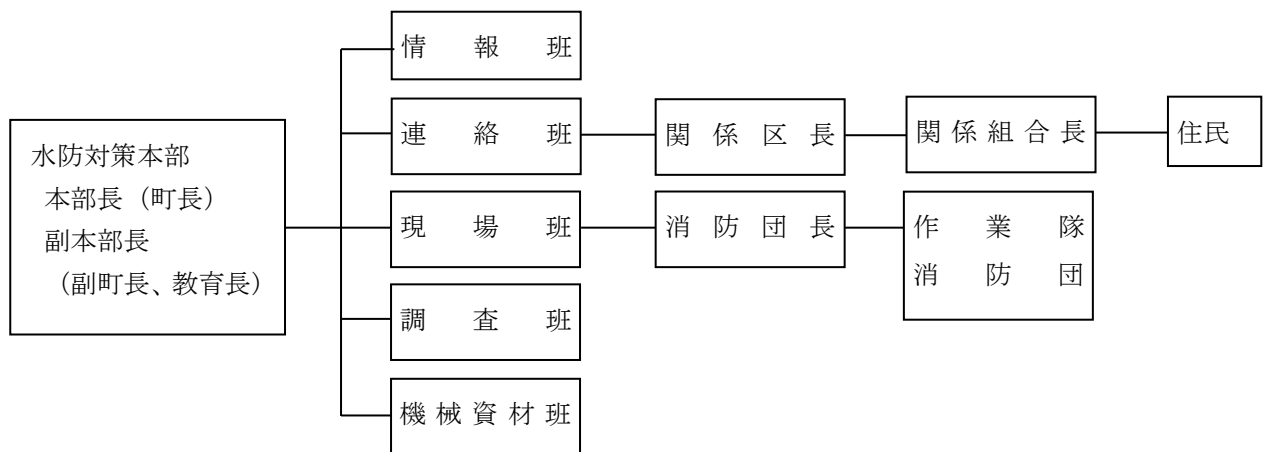 水防対策本部
本部長（町長）
副本部長
（副町長、教育長）
情報班
連絡班
関係区長
関係組合長
住民
現場班
消防団長
作業隊
消防団
調査班
機械資材班